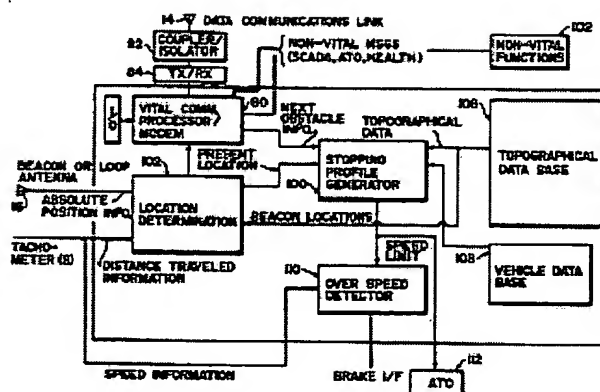 14 DATA COMMUNICATIONS LINK
82 COUPLER/ ISOLATOR
84 TX/RX
NON-VITAL MSGS
(SCADA, ATO, HEALTH)
102
NON-VITAL
FUNCTIONS
VITAL COMM.
PROCESSOR/
MODEM
80
NEXT
OBSTACLE
INFO.
TOPOGRAPHICAL
DATA
106
TOPOGRAPHICAL
DATA BASE
BEACON OR LOOP
ANTENNA
102
PRESENT
LOCATION
100
STOPPING
PROFILE
GENERATOR
ABSOLUTE
POSITION INFO.
LOCATION
DETERMINATION
BEACON LOCATIONS
TACHO-
METER(S)
DISTANCE TRAVELED
INFORMATION
SPEED
LIMIT
108
VEHICLE DATA
BASE
110
OVER SPEED
DETECTOR
SPEED INFORMATION
BRAKE I/F
112
ATO